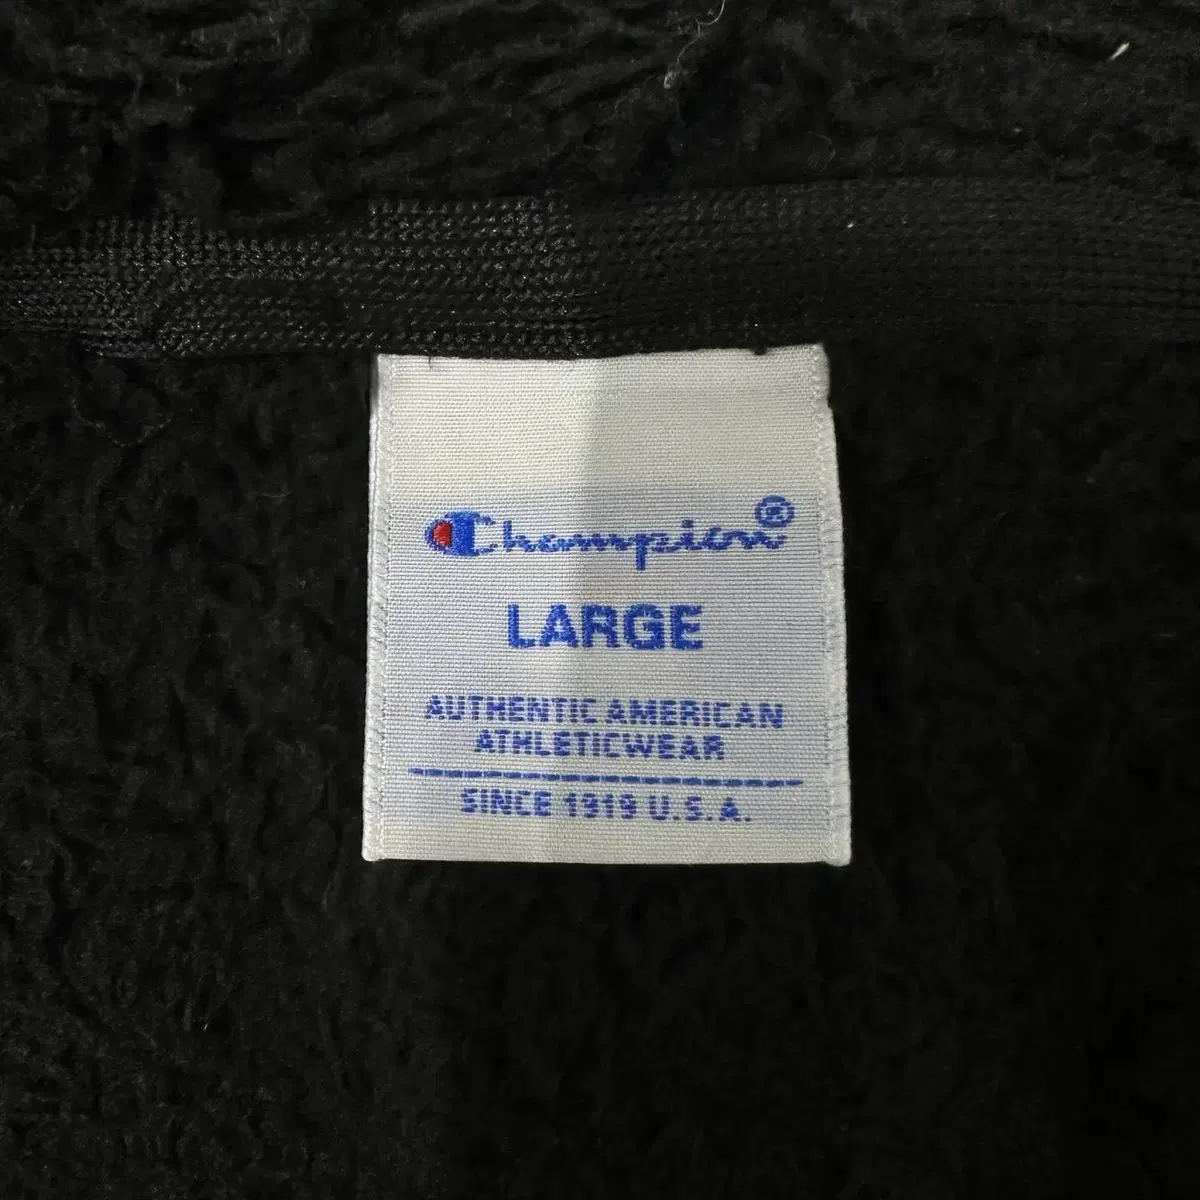 Champion®
LARGE
AUTHENTIC AMERICAN
ATHLETICWEAR
SINCE 1919 U.S.A.